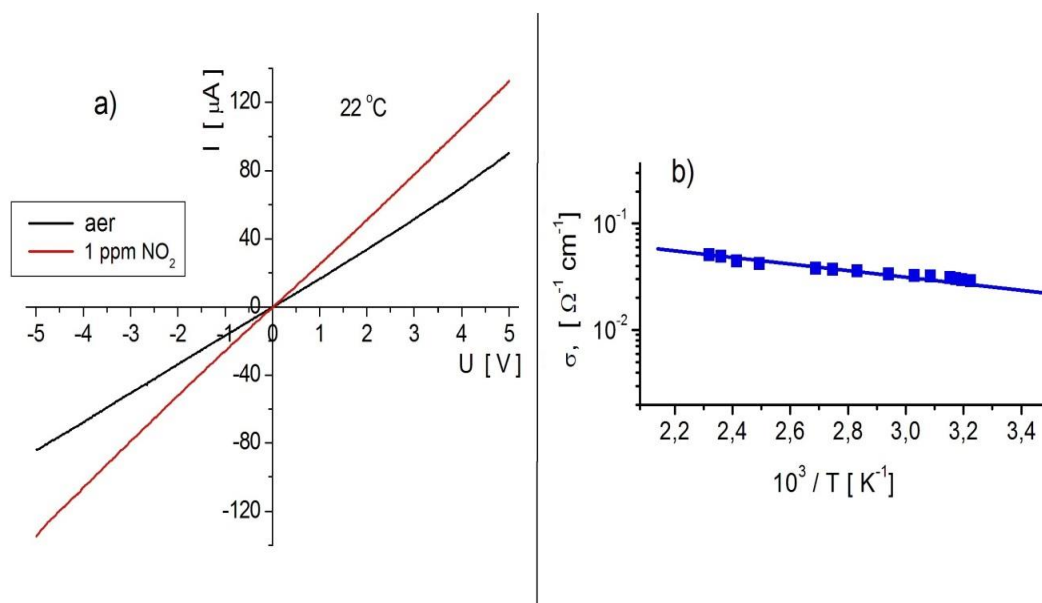 a)
I [ μA ]
22 °C
120
80
40
0
-40
-80
-120
-5 -4 -3 -2 -1 0 1 2 3 4 5
U [ V ]
aer
1 ppm NO₂
b)
σ, [ Ω⁻¹ cm⁻¹ ]
10⁻¹
10⁻²
2,2 2,4 2,6 2,8 3,0 3,2 3,4
10³ / T [ K⁻¹ ]